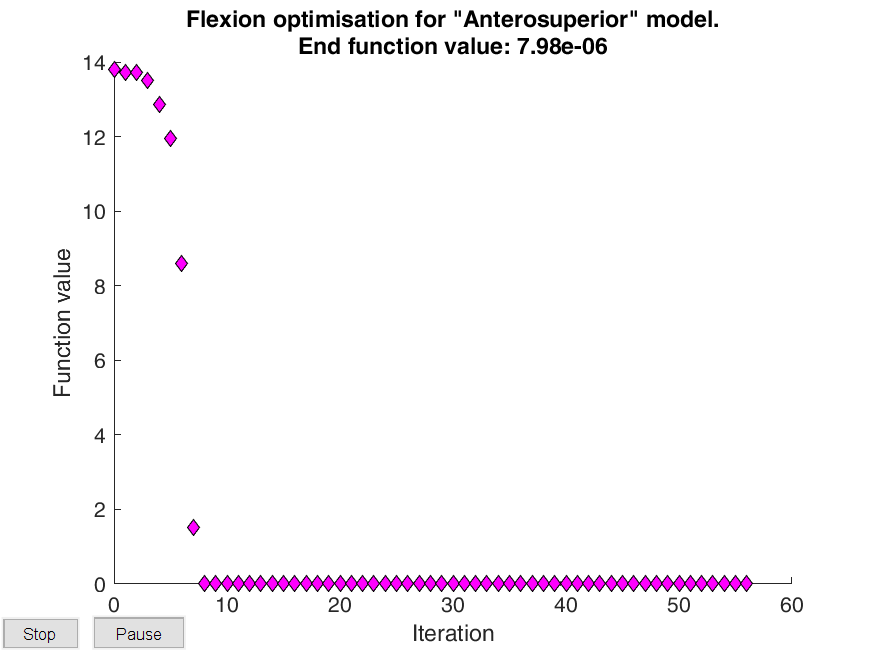 Flexion optimisation for "Anterosuperior" model.
End function value: 7.98e-06
14
12
10
8
6
4
2
0
Function value
0 10 20 30 40 50 60
Iteration
Stop
Pause